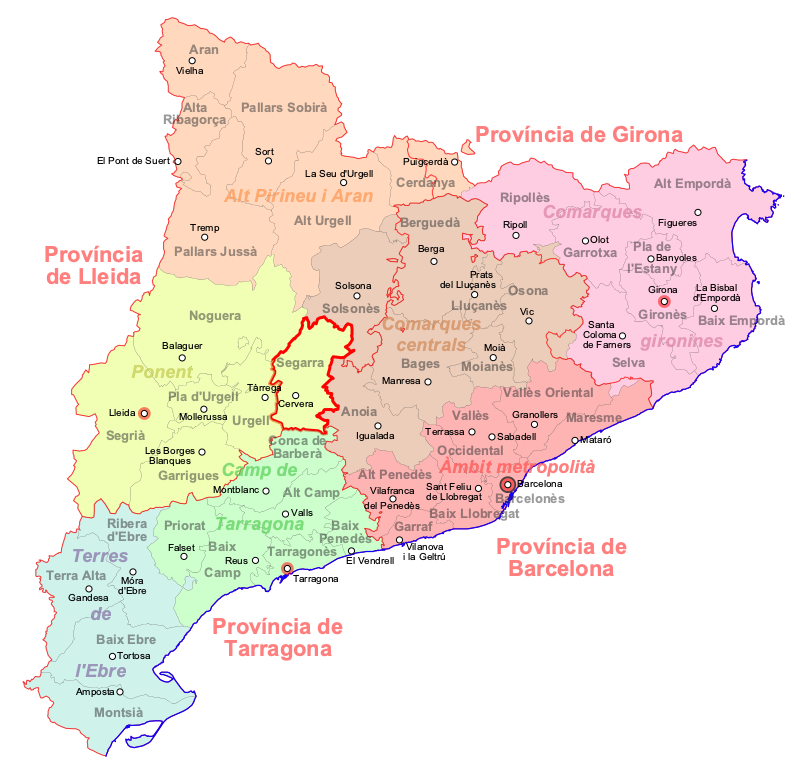 Aran
Vielha
Alta
Ribagorça
Pallars Sobirà
El Pont de Suert
Sort
La Seu d'Urgell
Puigcerdà
Cerdanya
Província de Girona
Alt Pirineu i Aran
Alt Urgell
Tremp
Pallars Jussà
Província
de Lleida
Berguedà
Berga
Ripollès
Ripoll
Comarques
Alt Empordà
Figueres
Olot
Garrotxa
Pla de
l'Estany
Banyoles
Girona
Gironès
La Bisbal
d'Empordà
Baix Empordà
Santa
Coloma
de Farners
gironines
Selva
Prats
del Lluçanès
Lluçanès
Osona
Vic
Solsona
Solsonès
Comarques
centrals
Moià
Moianès
Bages
Manresa
Noguera
Balaguer
Ponent
Segarra
Cervera
Pla d'Urgell
Mollerussa
Tàrrega
Urgell
Lleida
Segrià
Les Borges
Blanques
Garrigues
Anoia
Igualada
Vallès Oriental
Granollers
Vallès
Terrassa
Sabadell
Occidental
Maresme
Mataró
Àmbit metropolità
Barcelona
Barcelonès
Sant Feliu
de Llobregat
Baix Llobregat
Alt Penedès
Vilafranca
del Penedès
Garraf
Vilanova
i la Geltrú
Província de
Barcelona
Conca de
Barberà
Camp de
Montblanc
Alt Camp
Valls
Tarragona
Priorat
Falset
Baix
Camp
Reus
Tarragonès
Baix
Penedès
El Vendrell
Tarragona
Província de
Tarragona
Ribera
d'Ebre
Terres
Terra Alta
Móra
d'Ebre
Gandesa
de
Baix Ebre
Tortosa
l'Ebre
Amposta
Montsià